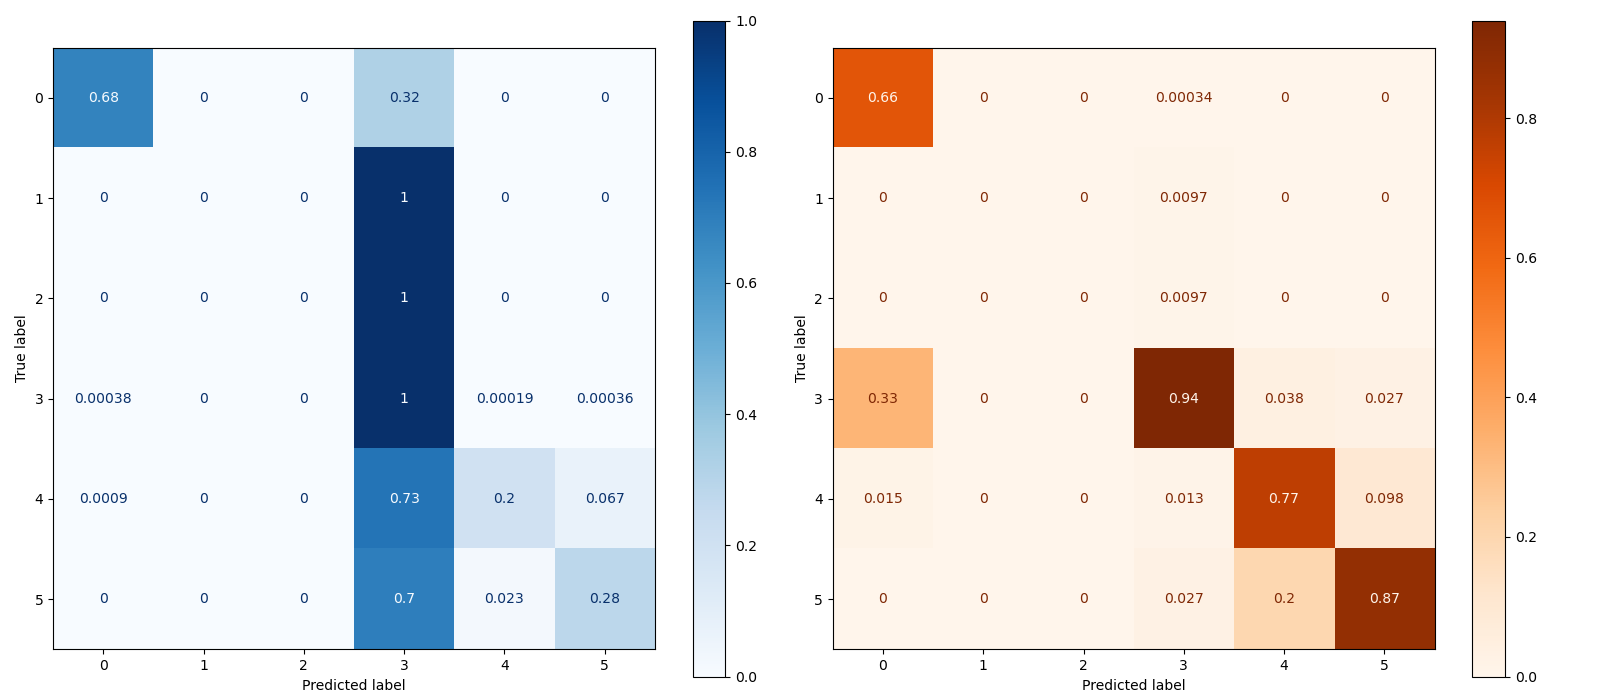 1.0
0.8
0.6
0.4
0.2
0.0
True label
0 0.68 0 0 0.32 0 0
1 0 0 0 1 0 0
2 0 0 0 1 0 0
3 0.00038 0 0 1 0.00019 0.00036
4 0.0009 0 0 0.73 0.2 0.067
5 0 0 0 0.7 0.023 0.28
0 1 2 3 4 5
Predicted label
0.8
0.6
0.4
0.2
0.0
True label
0 0.66 0 0 0.00034 0 0
1 0 0 0 0.0097 0 0
2 0 0 0 0.0097 0 0
3 0.33 0 0 0.94 0.038 0.027
4 0.015 0 0 0.013 0.77 0.098
5 0 0 0 0.027 0.2 0.87
0 1 2 3 4 5
Predicted label